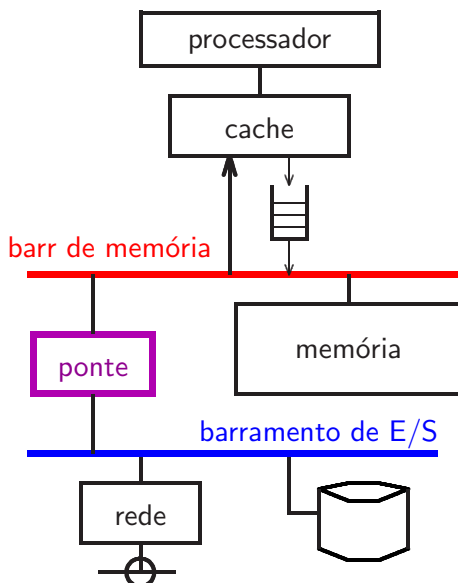 processador
cache
barr de memória
memória
ponte
barramento de E/S
rede